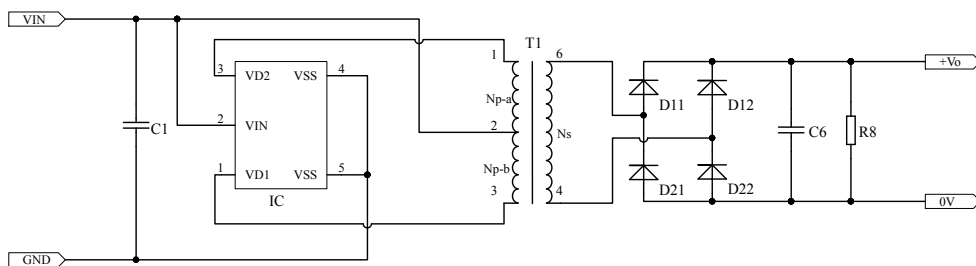 VIN
T1
1
6
3
VD2
VSS
4
+Vo
D11
D12
Np-a
C1
2
VIN
2
Ns
C6
R8
Np-b
1
VD1
VSS
5
D21
D22
3
4
IC
0V
GND